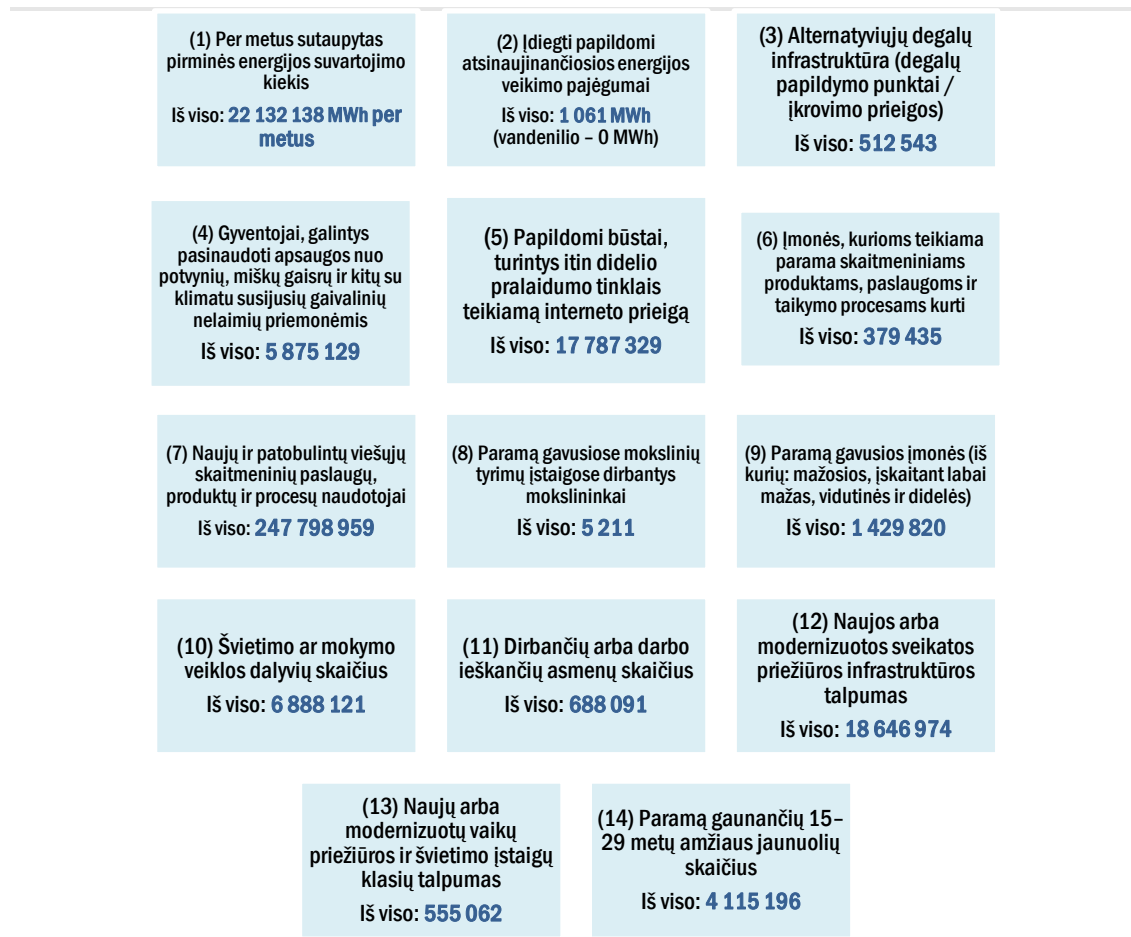 (1) Per metus sutaupytas
pirminės energijos suvartojimo
kiekis
Iš viso: 22 132 138 MWh per
metus
(2) Įdiegti papildomi
atsinaujinančiosios energijos
veikimo pajėgumai
Iš viso: 1 061 MWh
(vandenilio – 0 MWh)
(3) Alternatyviųjų degalų
infrastruktūra (degalų
papildymo punktai /
įkrovimo prieigos)
Iš viso: 512 543
(4) Gyventojai, galintys
pasinaudoti apsaugos nuo
potvynių, miškų gaisrų ir kitų su
klimatu susijusių gaivalinių
nelaimių priemonėmis
Iš viso: 5 875 129
(5) Papildomi būstai,
turintys itin didelio
pralaidumo tinklais
teikiamą interneto prieigą
Iš viso: 17 787 329
(6) Įmonės, kurioms teikiama
parama skaitmeniniams
produktams, paslaugoms ir
taikymo procesams kurti
Iš viso: 379 435
(7) Naujų ir patobulintų viešųjų
skaitmeninių paslaugų,
produktų ir procesų naudotojai
Iš viso: 247 798 959
(8) Paramą gavusiose mokslinių
tyrimų įstaigose dirbantys
mokslininkai
Iš viso: 5 211
(9) Paramą gavusios įmonės (iš
kurių: mažosios, įskaitant labai
mažas, vidutinės ir didelės)
Iš viso: 1 429 820
(10) Švietimo ar mokymo
veiklos dalyvių skaičius
Iš viso: 6 888 121
(11) Dirbančių arba darbo
ieškančių asmenų skaičius
Iš viso: 688 091
(12) Naujos arba
modernizuotos sveikatos
priežiūros infrastruktūros
talpumas
Iš viso: 18 646 974
(13) Naujų arba
modernizuotų vaikų
priežiūros ir švietimo įstaigų
klasių talpumas
Iš viso: 555 062
(14) Paramą gaunančių 15–
29 metų amžiaus jaunuolių
skaičius
Iš viso: 4 115 196